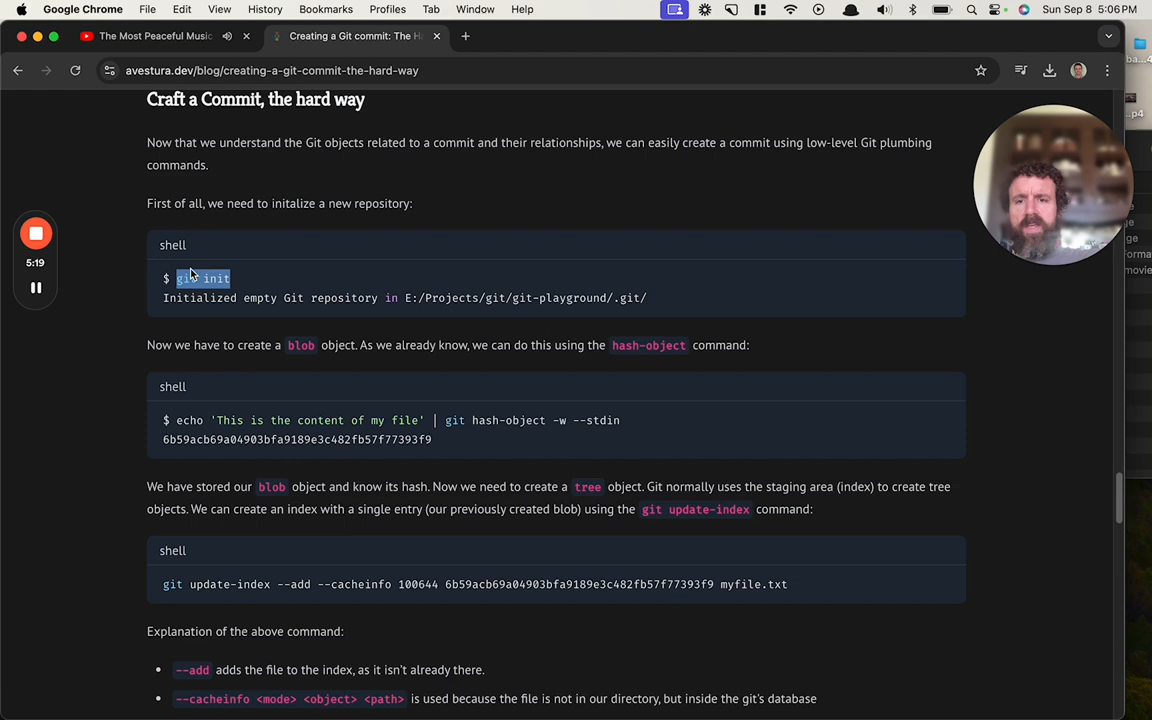 Google Chrome File Edit View History Bookmarks Profiles Tab Window Help Sun Sep 8 5:06 PM
The Most Peaceful Music
Creating a Git commit: The Ha
avestura.dev/blog/creating-a-git-commit-the-hard-way
Craft a Commit, the hard way
Now that we understand the Git objects related to a commit and their relationships, we can easily create a commit using low-level Git plumbing
commands.
First of all, we need to initalize a new repository:
shell
$ git init
Initialized empty Git repository in E:/Projects/git/git-playground/.git/
5:19
Now we have to create a blob object. As we already know, we can do this using the hash-object command:
shell
$ echo 'This is the content of my file' | git hash-object -w --stdin
6b59acb69a04903bfa9189e3c482fb57f77393f9
We have stored our blob object and know its hash. Now we need to create a tree object. Git normally uses the staging area (index) to create tree
objects. We can create an index with a single entry (our previously created blob) using the git update-index command:
shell
git update-index --add --cacheinfo 100644 6b59acb69a04903bfa9189e3c482fb57f77393f9 myfile.txt
Explanation of the above command:
• --add adds the file to the index, as it isn't already there.
• --cacheinfo <mode> <object> <path> is used because the file is not in our directory, but inside the git's database